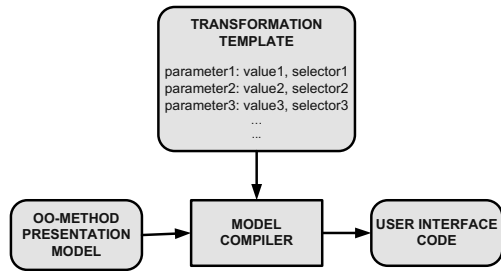 TRANSFORMATION
TEMPLATE
parameter1: value1, selector1
parameter2: value2, selector2
parameter3: value3, selector3
...
...
OO-METHOD
PRESENTATION
MODEL
MODEL
COMPILER
USER INTERFACE
CODE